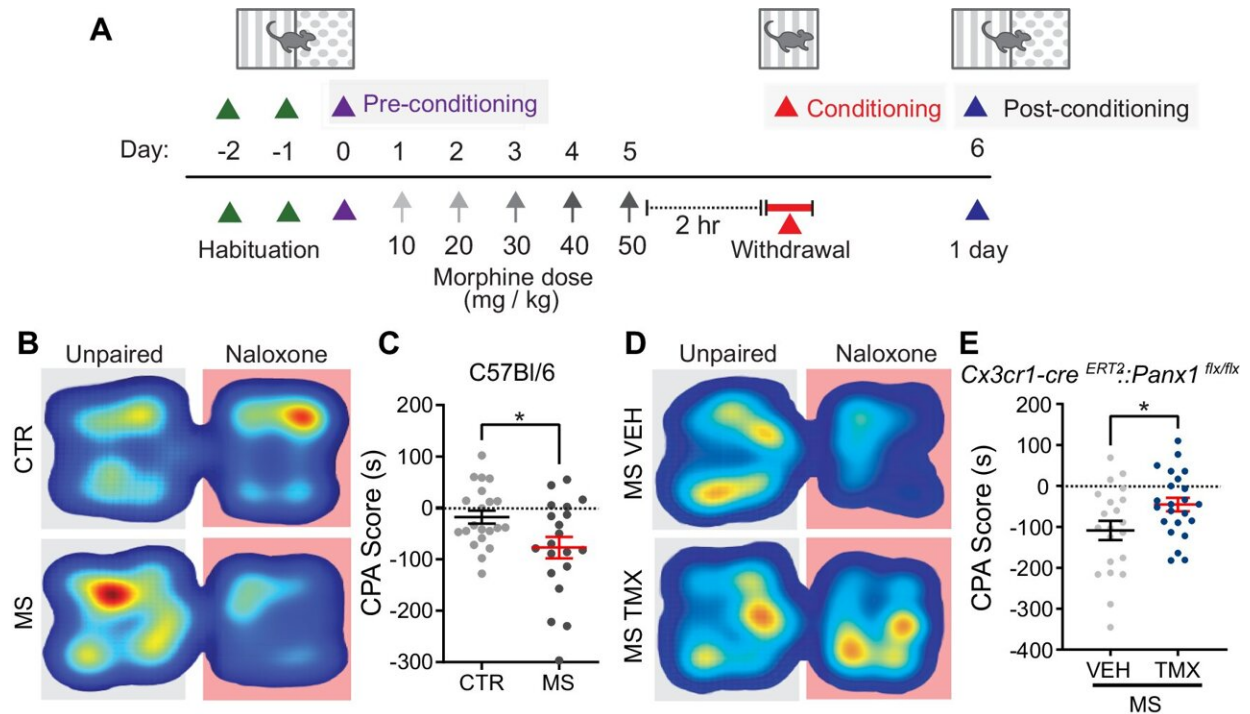 A
Pre-conditioning
Conditioning
Post-conditioning
Day: -2 -1 0 1 2 3 4 5 6
2 hr
Habituation 10 20 30 40 50 Withdrawal 1 day
Morphine dose
(mg / kg)
B
Unpaired Naloxone
CTR
MS
C
C57Bl/6
*
CPA Score (s)
200
100
0
-100
-200
-300
CTR MS
D
Unpaired Naloxone
MS VEH
MS TMX
E
Cx3cr1-cre ERT2::Panx1 flx/flx
*
CPA Score (s)
200
100
0
-100
-200
-300
-400
VEH TMX
MS